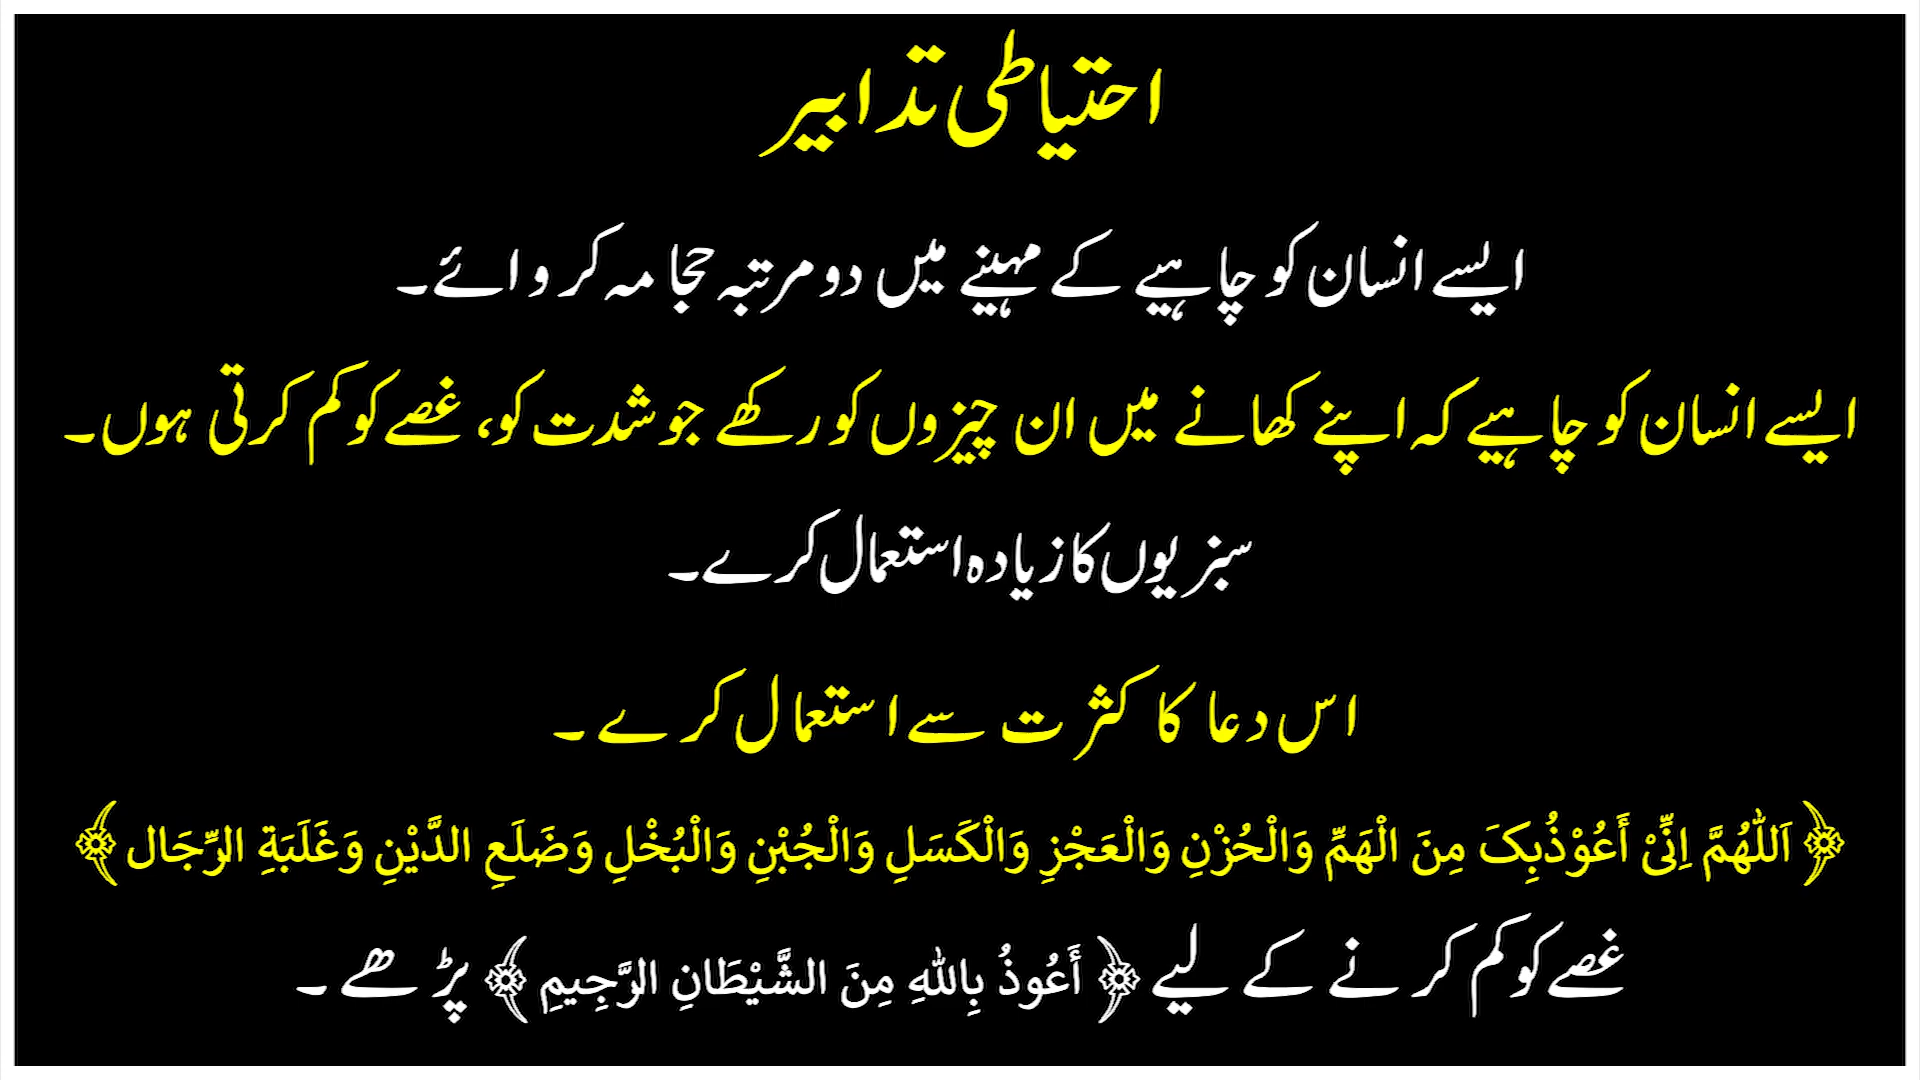 احتیاطی تدابیر
ایسے انسان کو چاہیے کے مہینے میں دو مرتبہ حجامہ کروائے۔
ایسے انسان کو چاہیے کہ اپنے کھانے میں ان چیزوں کو رکھے جو شدت کو، غصے کو کم کرتی ہوں۔
سبزیوں کا زیادہ استعمال کرے۔
اس دعا کا کثرت سے استعمال کرے۔
﴿اَللّٰهُمَّ اِنِّیْ أَعُوْذُبِکَ مِنَ الْهَمِّ وَالْحُزْنِ وَالْعَجْزِ وَالْكَسَلِ وَالْجُبْنِ وَالْبُخْلِ وَضَلَعِ الدَّيْنِ وَغَلَبَةِ الرِّجَال﴾
غصے کو کم کرنے کے لیے ﴿أَعُوذُ بِاللهِ مِنَ الشَّيْطَانِ الرَّجِيمِ﴾ پڑھے۔